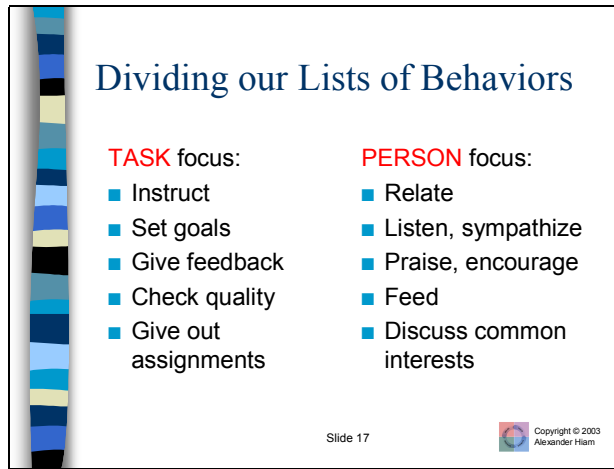 Dividing our Lists of Behaviors
TASK focus:
■ Instruct
■ Set goals
■ Give feedback
■ Check quality
■ Give out
assignments
PERSON focus:
■ Relate
■ Listen, sympathize
■ Praise, encourage
■ Feed
■ Discuss common
interests
Slide 17
Copyright © 2003
Alexander Hiam